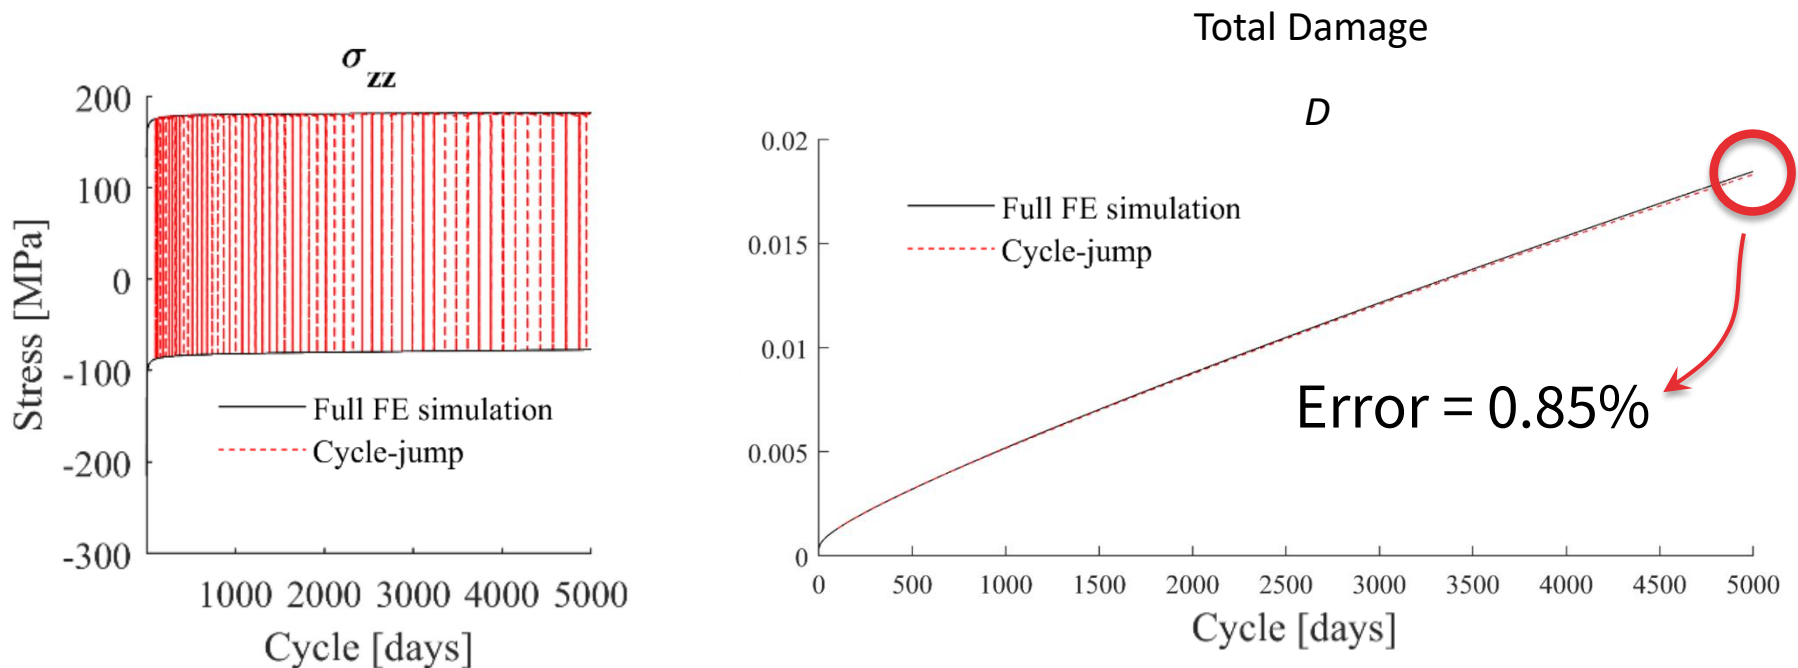 σzz
200
100
0
-100
-200
-300
Stress [MPa]
Full FE simulation
Cycle-jump
1000 2000 3000 4000 5000
Cycle [days]
Total Damage
D
0.02
0.015
0.01
0.005
0
Full FE simulation
Cycle-jump
Error = 0.85%
0 500 1000 1500 2000 2500 3000 3500 4000 4500 5000
Cycle [days]